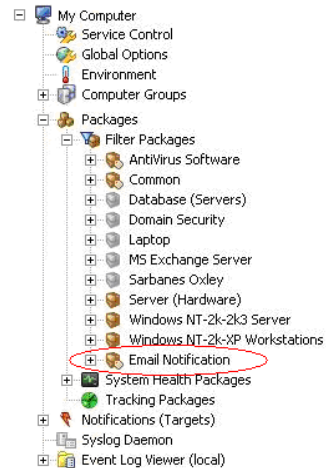 My Computer
Service Control
Global Options
Environment
Computer Groups
Packages
Filter Packages
AntiVirus Software
Common
Database (Servers)
Domain Security
Laptop
MS Exchange Server
Sarbanes Oxley
Server (Hardware)
Windows NT-2k-2k3 Server
Windows NT-2k-XP Workstations
Email Notification
System Health Packages
Tracking Packages
Notifications (Targets)
Syslog Daemon
Event Log Viewer (local)